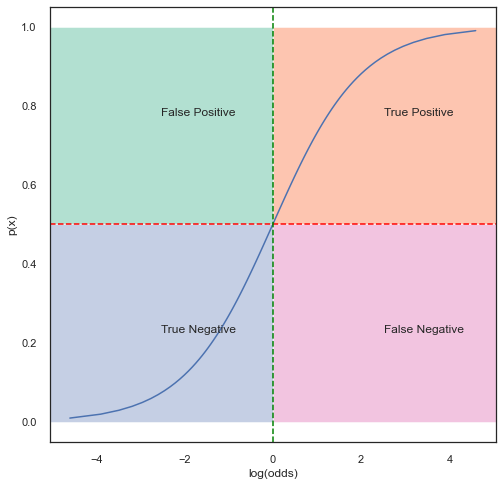 1.0
0.8
0.6
0.4
0.2
0.0
p(x)
False Positive
True Positive
True Negative
False Negative
−4
−2
0
2
4
log(odds)